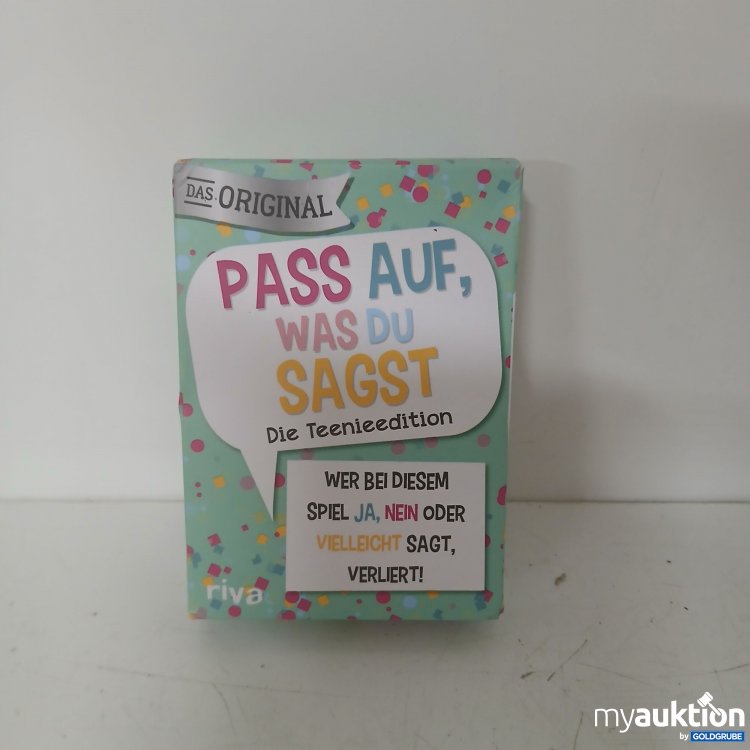 DAS ORIGINAL
PASS AUF,
WAS DU
SAGST
Die Teenieedition
WER BEI DIESEM
SPIEL JA, NEIN ODER
VIELLEICHT SAGT,
VERLIERT!
riva
myauktion
by GOLDGRUBE